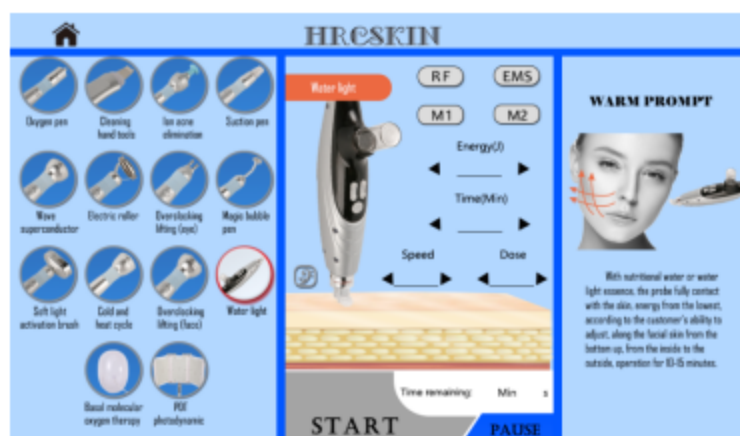 HRCSKIN
Oxygen pen
Cleaning
hand tools
Ion acne
elimination
Suction pen
Wave
superconductor
Electric roller
Overclocking
lifting (eye)
Magic bubble
pen
Soft light
activation brush
Cold and
heat cycle
Overclocking
lifting (face)
Water light
Basal molecular
oxygen therapy
PDT
photodynamic
Water light
RF
EMS
M1
M2
Energy(J)
Time(Min)
Speed
Dose
Time remaining: Min s
START
PAUSE
WARM PROMPT
With nutritional water or water
light essence, the probe fully contact
with the skin, energy from the lowest,
according to the customer's ability to
adjust, along the facial skin from the
bottom up, from the inside to the
outside, operation for 10-15 minutes.